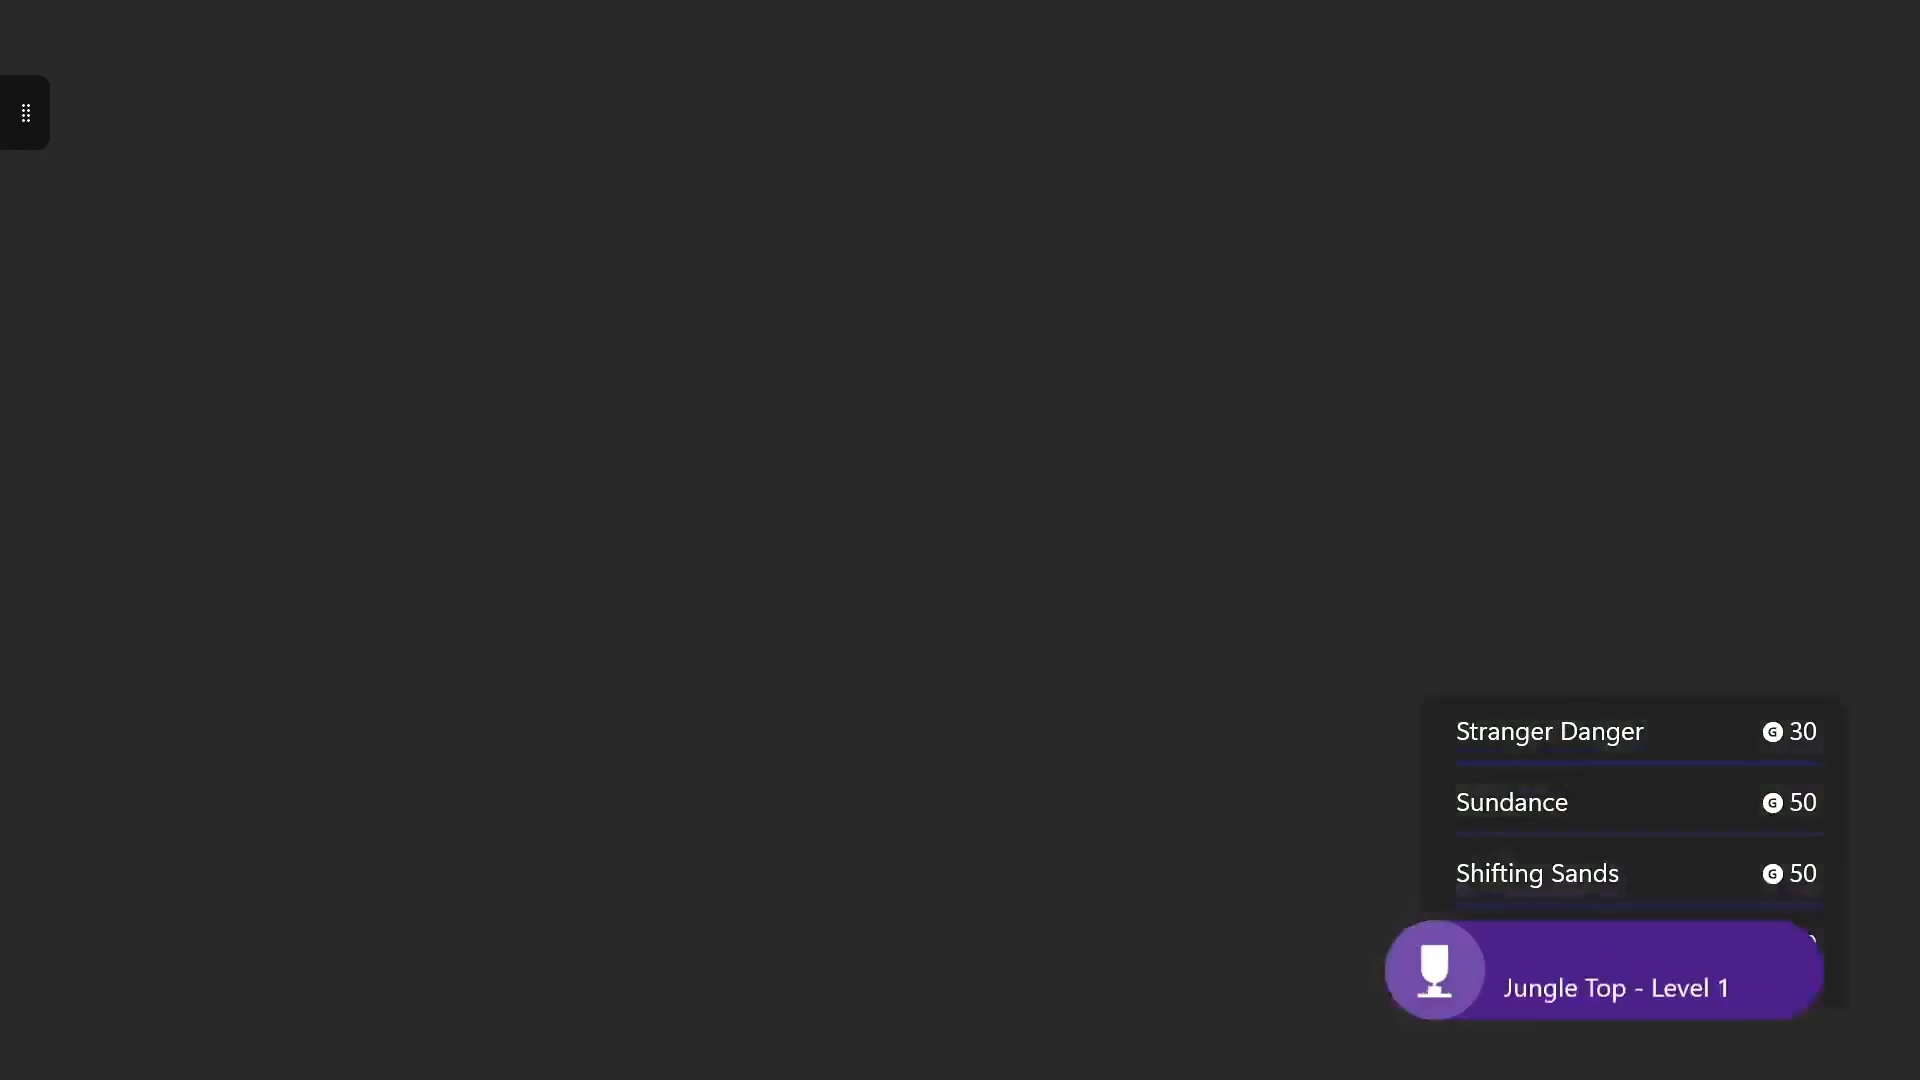 Stranger Danger G 30
Sundance G 50
Shifting Sands G 50
Jungle Top - Level 1